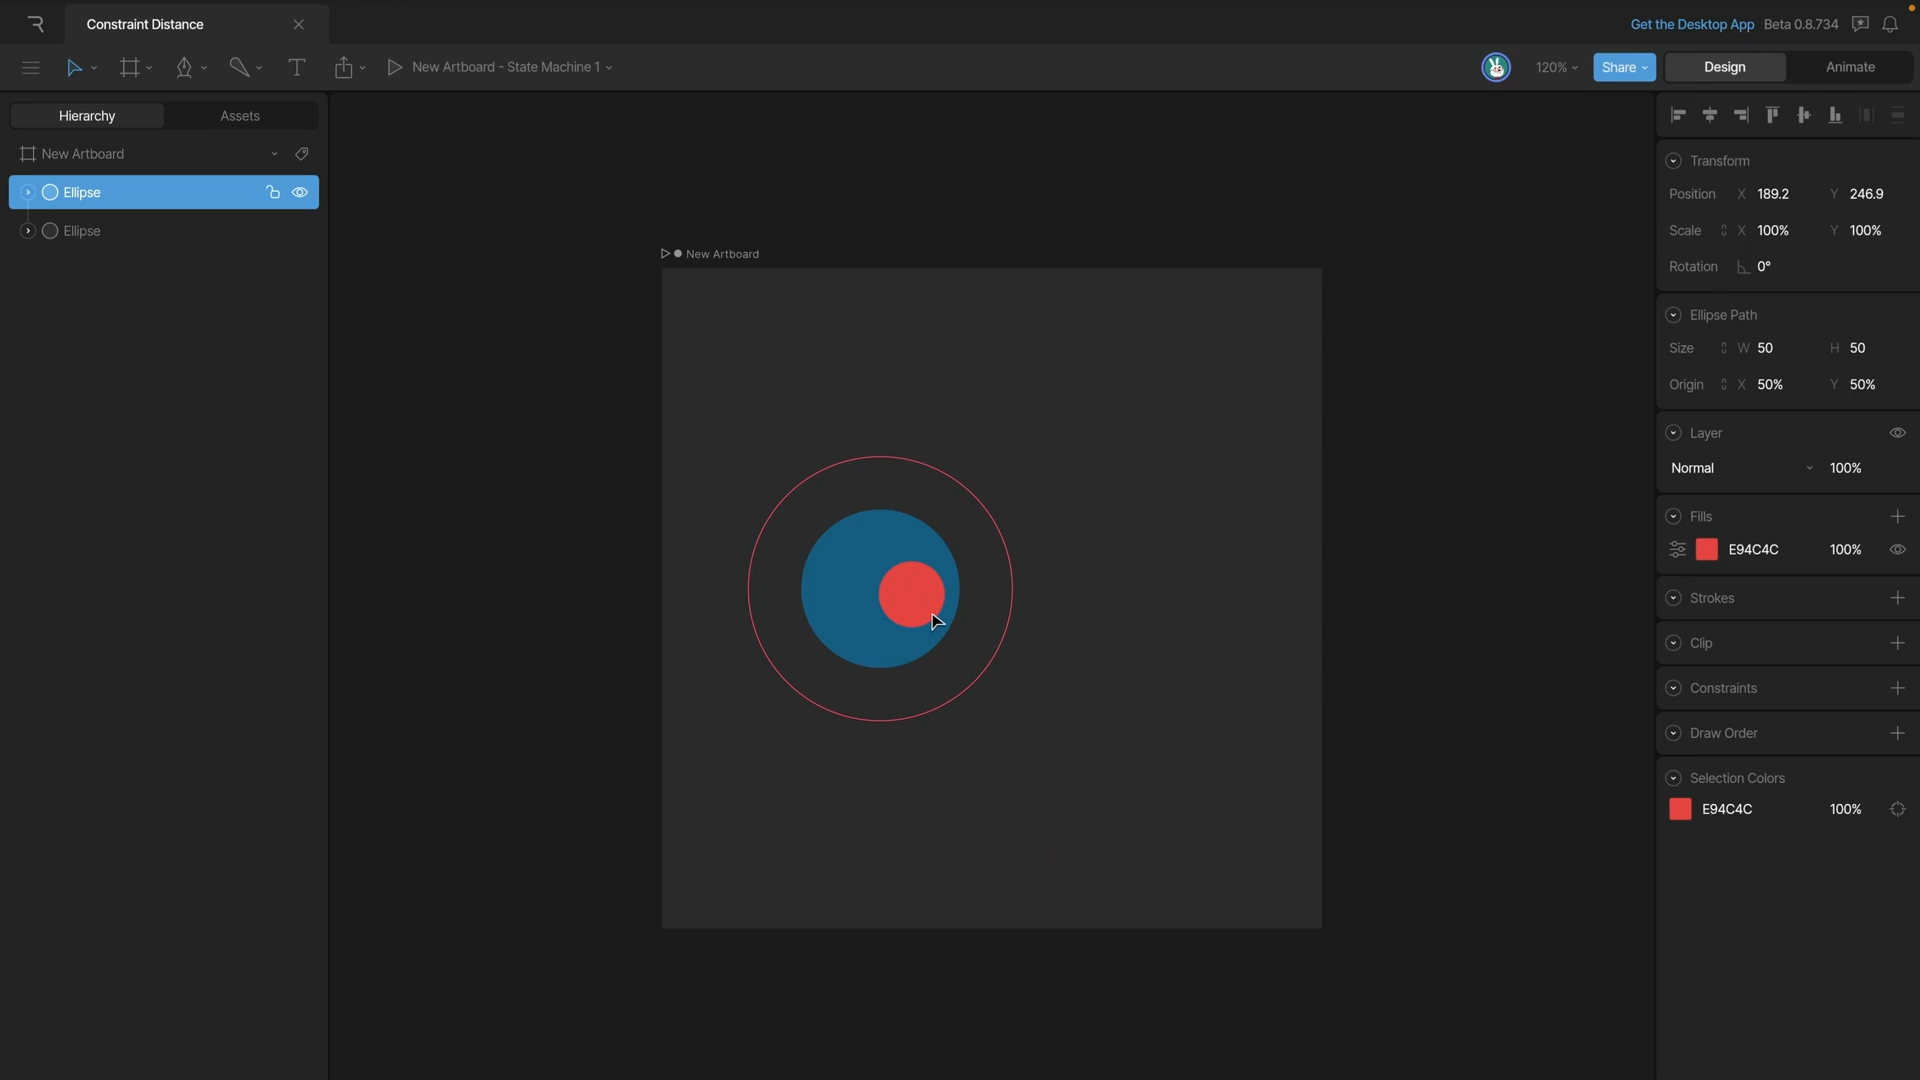 Constraint Distance
Get the Desktop App Beta 0.8.734
New Artboard - State Machine 1
120% Share Design Animate
Hierarchy Assets
New Artboard
Ellipse
Ellipse
New Artboard
Transform
Position X 189.2 Y 246.9
Scale X 100% Y 100%
Rotation 0°
Ellipse Path
Size W 50 H 50
Origin X 50% Y 50%
Layer
Normal 100%
Fills
E94C4C 100%
Strokes
Clip
Constraints
Draw Order
Selection Colors
E94C4C 100%